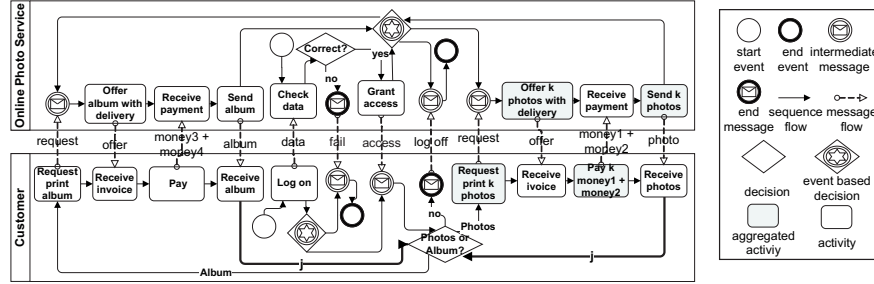 Online Photo Service
Correct?
yes
no
Offer
album with
delivery
Receive
payment
Send
album
Check
data
Grant
access
Offer k
photos with
delivery
Receive
payment
Send k
photos
request
offer
money3 +
money4
album
data
fail
access
log off
request
offer
money1 +
money2
photo
Customer
Request
print
album
Receive
invoice
Pay
Receive
album
Log on
Request
print k
photos
Receive
ivoice
Pay k
money1 +
money2
Receive
photos
no
Photos
Photos or
Album?
j
j
Album
start
event
end
event
intermediate
message
end
message
sequence
flow
message
flow
decision
event based
decision
aggregated
activiy
activity